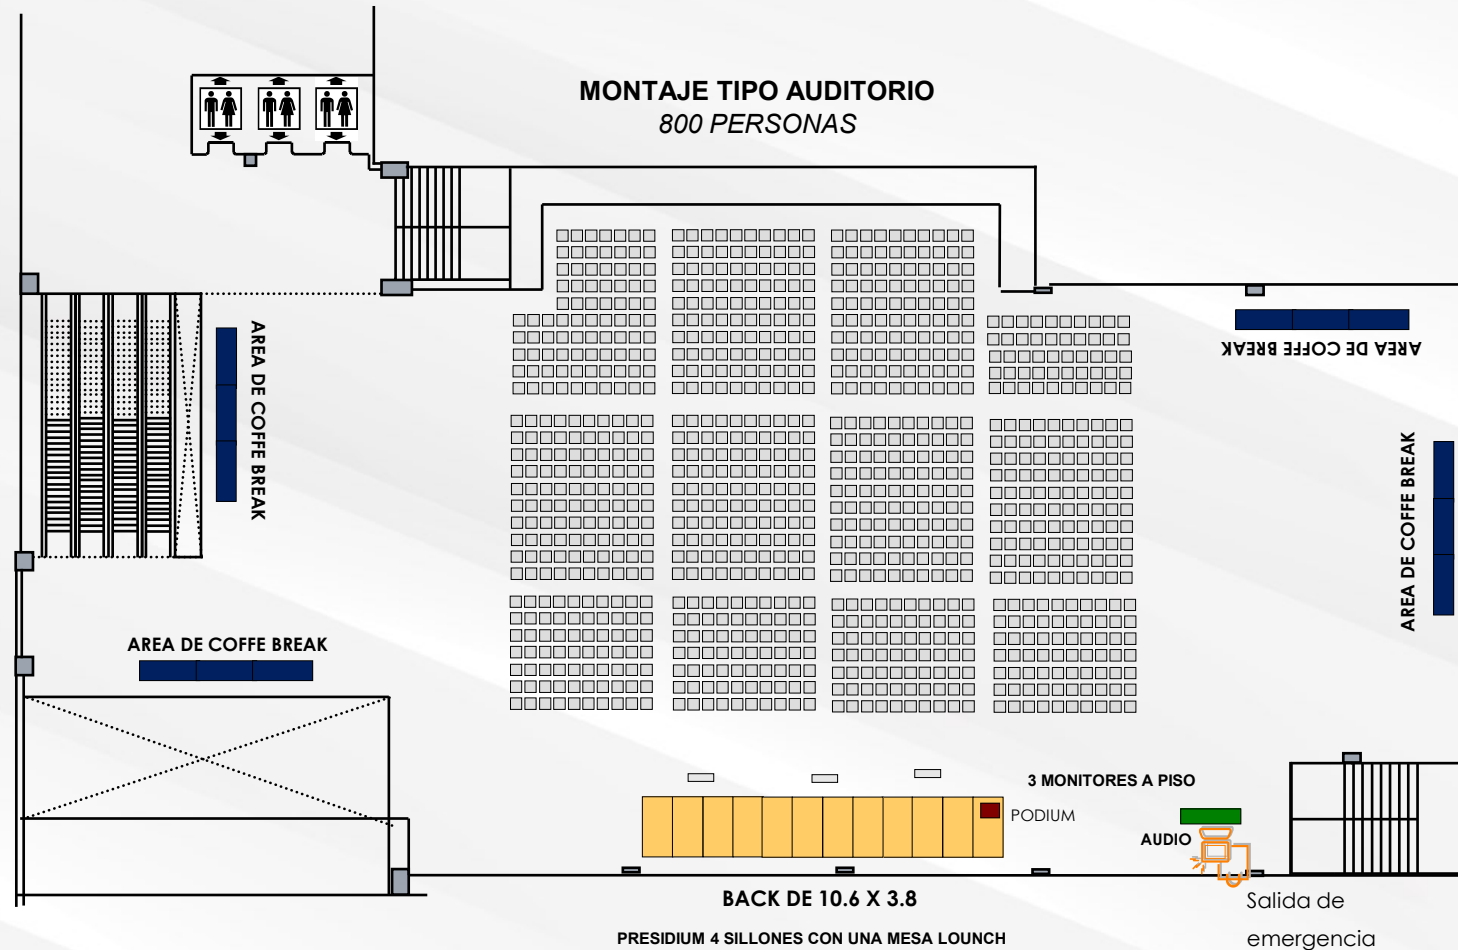 MONTAJE TIPO AUDITORIO
800 PERSONAS
AREA DE COFFE BREAK
AREA DE COFFE BREAK
AREA DE COFFE BREAK
AREA DE COFFE BREAK
3 MONITORES A PISO
PODIUM
AUDIO
BACK DE 10.6 X 3.8
Salida de
emergencia
PRESIDIUM 4 SILLONES CON UNA MESA LOUNCH